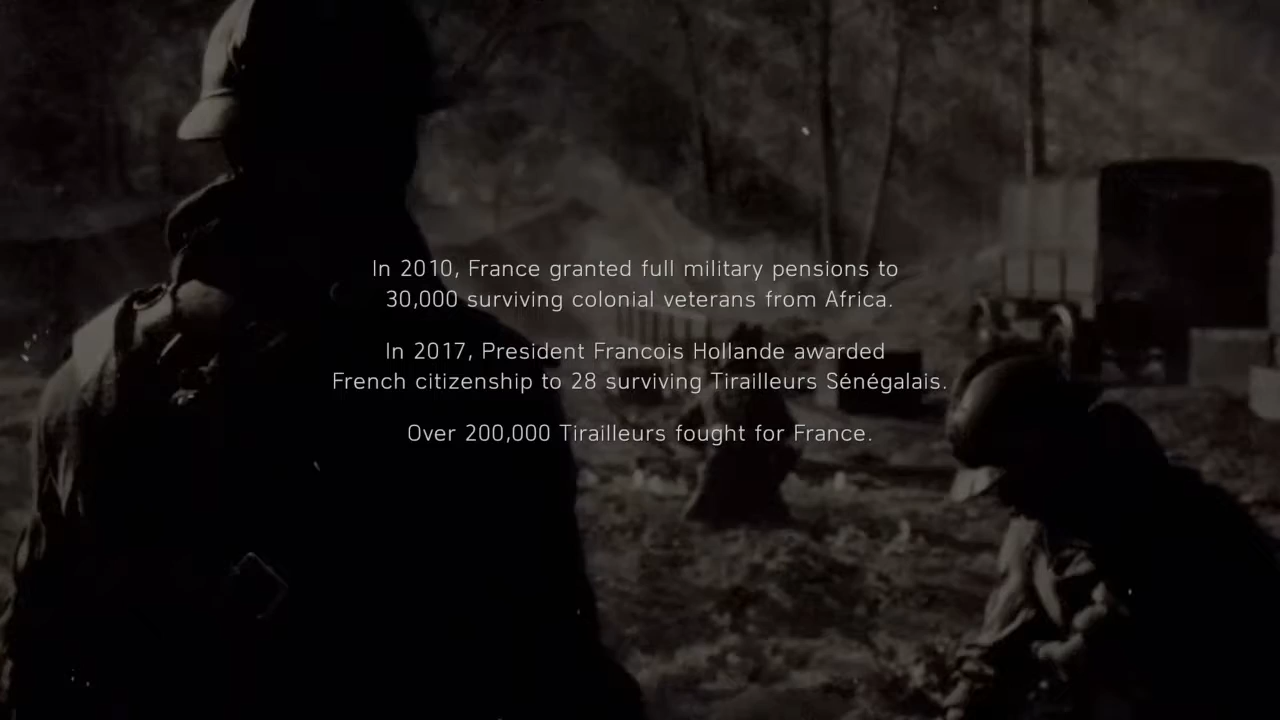 In 2010, France granted full military pensions to
30,000 surviving colonial veterans from Africa.
In 2017, President Francois Hollande awarded
French citizenship to 28 surviving Tirailleurs Sénégalais.
Over 200,000 Tirailleurs fought for France.